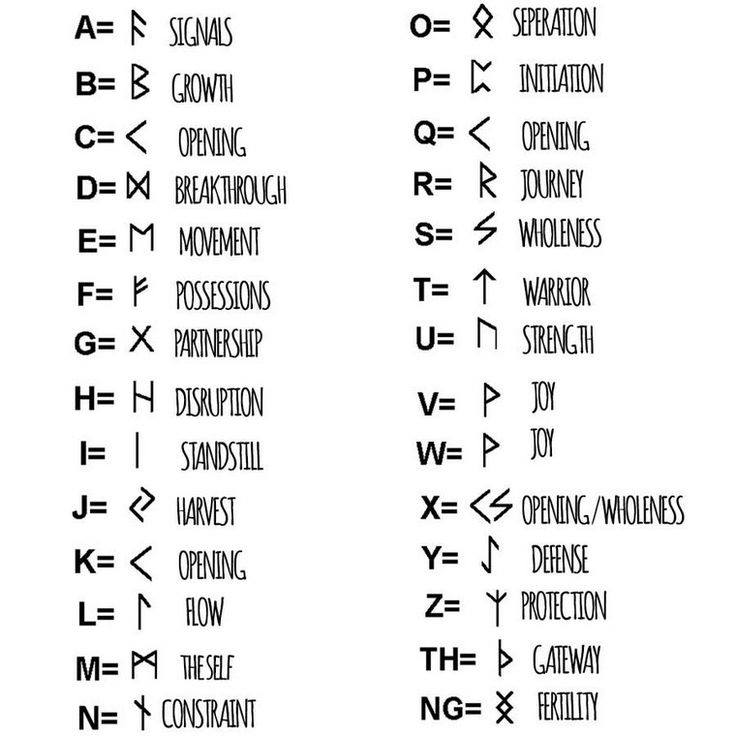 A= ᚨ SIGNALS
B= ᛒ GROWTH
C= ᚲ OPENING
D= ᛞ BREAKTHROUGH
E= ᛖ MOVEMENT
F= ᚠ POSSESSIONS
G= ᚷ PARTNERSHIP
H= ᚺ DISRUPTION
I= ᛁ STANDSTILL
J= ᛃ HARVEST
K= ᚲ OPENING
L= ᛚ FLOW
M= ᛗ THE SELF
N= ᚾ CONSTRAINT
O= ᛟ SEPERATION
P= ᛈ INITIATION
Q= ᚲ OPENING
R= ᚱ JOURNEY
S= ᛊ WHOLENESS
T= ᛏ WARRIOR
U= ᚢ STRENGTH
V= ᚹ JOY
W= ᚹ JOY
X= ᚲᛊ OPENING/WHOLENESS
Y= ᛇ DEFENSE
Z= ᛉ PROTECTION
TH= ᚦ GATEWAY
NG= ᛝ FERTILITY